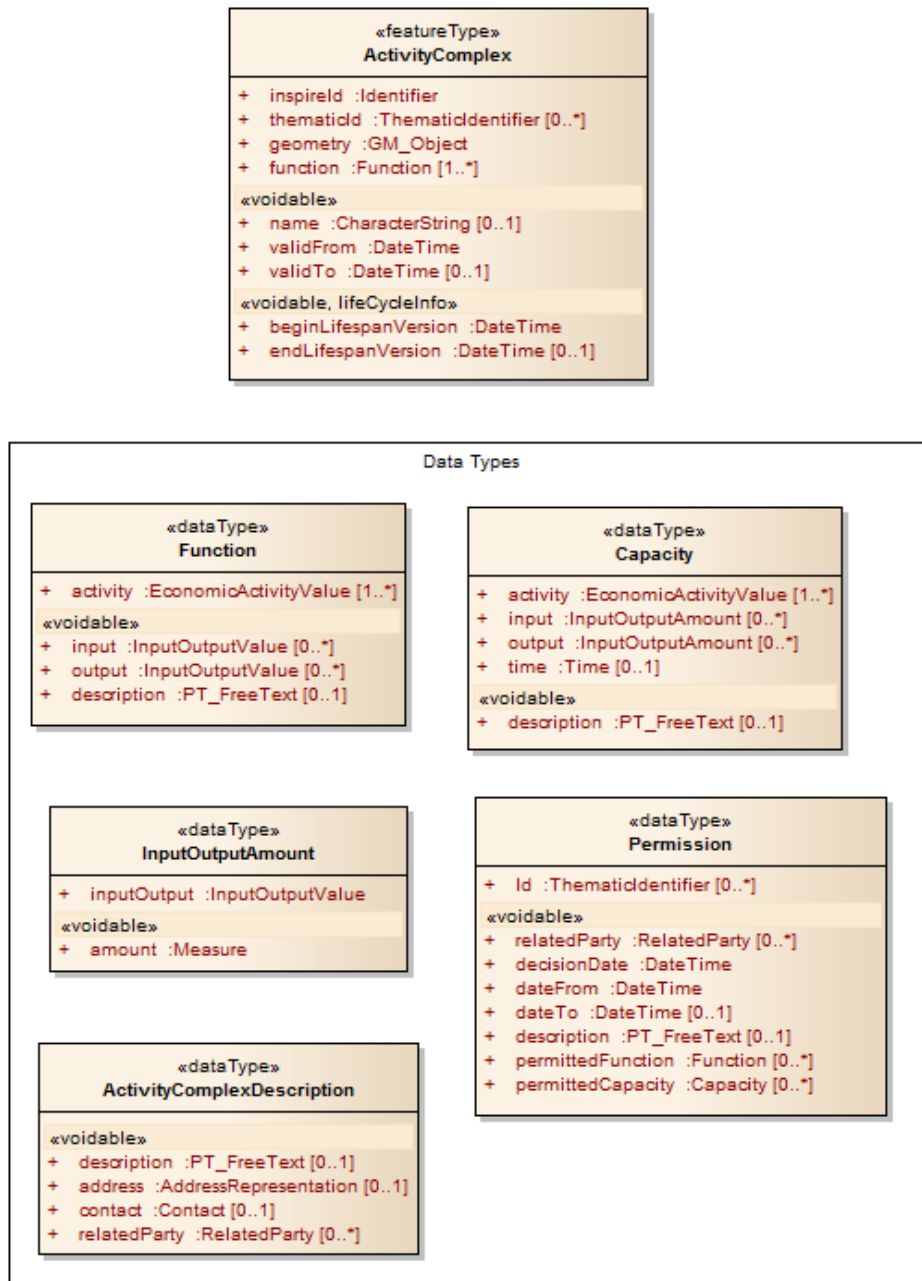 «featureType»
ActivityComplex
+ inspireId :Identifier
+ thematicId :ThematicIdentifier [0..*]
+ geometry :GM_Object
+ function :Function [1..*]
«voidable»
+ name :CharacterString [0..1]
+ validFrom :DateTime
+ validTo :DateTime [0..1]
«voidable, lifeCycleInfo»
+ beginLifespanVersion :DateTime
+ endLifespanVersion :DateTime [0..1]
Data Types
«dataType»
Function
+ activity :EconomicActivityValue [1..*]
«voidable»
+ input :InputOutputValue [0..*]
+ output :InputOutputValue [0..*]
+ description :PT_FreeText [0..1]
«dataType»
Capacity
+ activity :EconomicActivityValue [1..*]
+ input :InputOutputAmount [0..*]
+ output :InputOutputAmount [0..*]
+ time :Time [0..1]
«voidable»
+ description :PT_FreeText [0..1]
«dataType»
InputOutputAmount
+ inputOutput :InputOutputValue
«voidable»
+ amount :Measure
«dataType»
Permission
+ Id :ThematicIdentifier [0..*]
«voidable»
+ relatedParty :RelatedParty [0..*]
+ decisionDate :DateTime
+ dateFrom :DateTime
+ dateTo :DateTime [0..1]
+ description :PT_FreeText [0..1]
+ permittedFunction :Function [0..*]
+ permittedCapacity :Capacity [0..*]
«dataType»
ActivityComplexDescription
«voidable»
+ description :PT_FreeText [0..1]
+ address :AddressRepresentation [0..1]
+ contact :Contact [0..1]
+ relatedParty :RelatedParty [0..*]